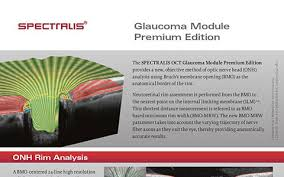 SPECTRALIS®
Glaucoma Module
Premium Edition
The SPECTRALIS OCT Glaucoma Module Premium Edition
provides a new, objective method of optic nerve head (ONH)
analysis using Bruch's membrane opening (BMO) as the
anatomical border of the rim.
Neuroretinal rim assessment is performed from the BMO to
the nearest point on the internal limiting membrane (ILM)
This shortest distance measurement is referred to as BMO
based minimum rim width (BMO-MRW). The new BMO-MRW
parameter takes into account the varying trajectory of nerve
fiber axons as they exit the eye, thereby providing anatomically
accurate results.
ONH Rim Analysis
A BMO centered 24 line high resolution